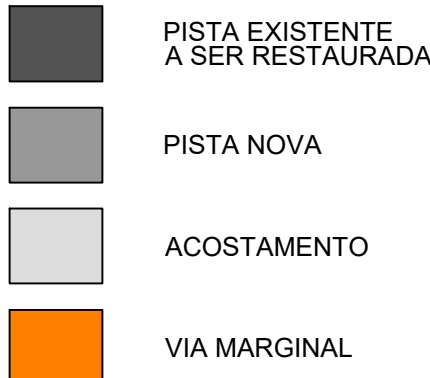 PISTA EXISTENTE
A SER RESTAURADA
PISTA NOVA
ACOSTAMENTO
VIA MARGINAL